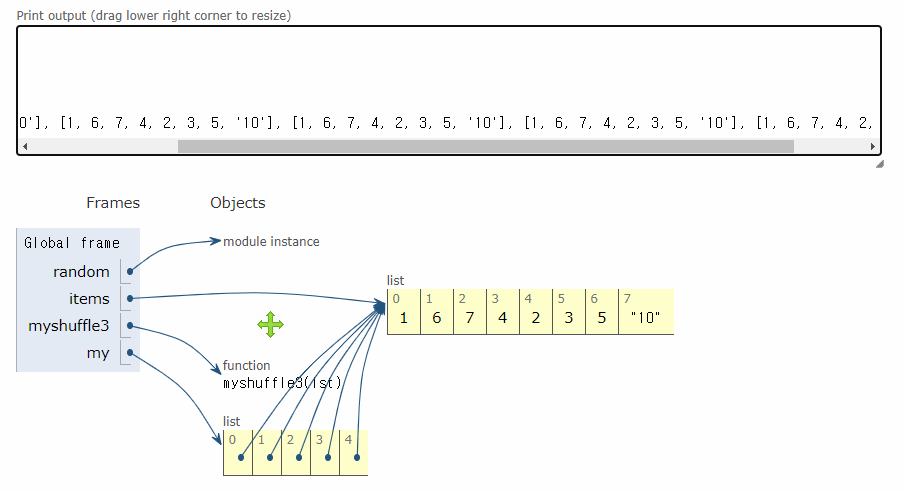 Print output (drag lower right corner to resize)
0'], [1, 6, 7, 4, 2, 3, 5, '10'], [1, 6, 7, 4, 2, 3, 5, '10'], [1, 6, 7, 4, 2, 3, 5, '10'], [1, 6, 7, 4, 2,
Frames Objects
Global frame
module instance
random
list
items
0 1 2 3 4 5 6 7
1 6 7 4 2 3 5 "10"
myshuffle3
my
function
myshuffle3(lst)
list
0 1 2 3 4